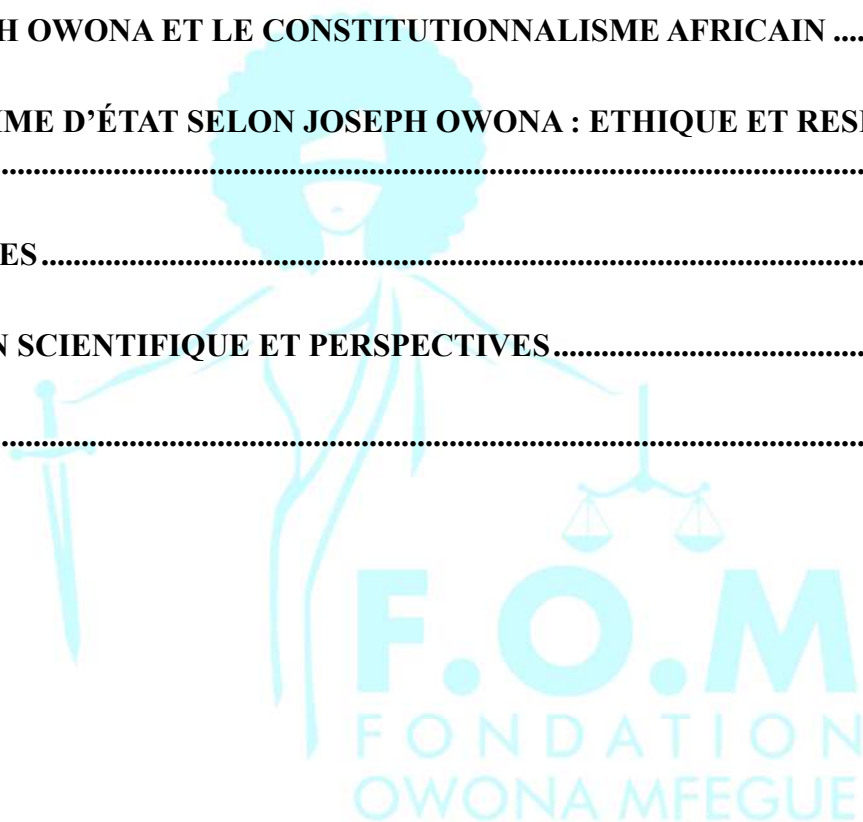 H OWONA ET LE CONSTITUTIONNALISME AFRICAIN ....
ME D’ÉTAT SELON JOSEPH OWONA : ETHIQUE ET RES
................................................................................
ES ................................................................................
N SCIENTIFIQUE ET PERSPECTIVES ........................................
................................................................................
F.O.M
FONDATION
OWONA MFEGUE